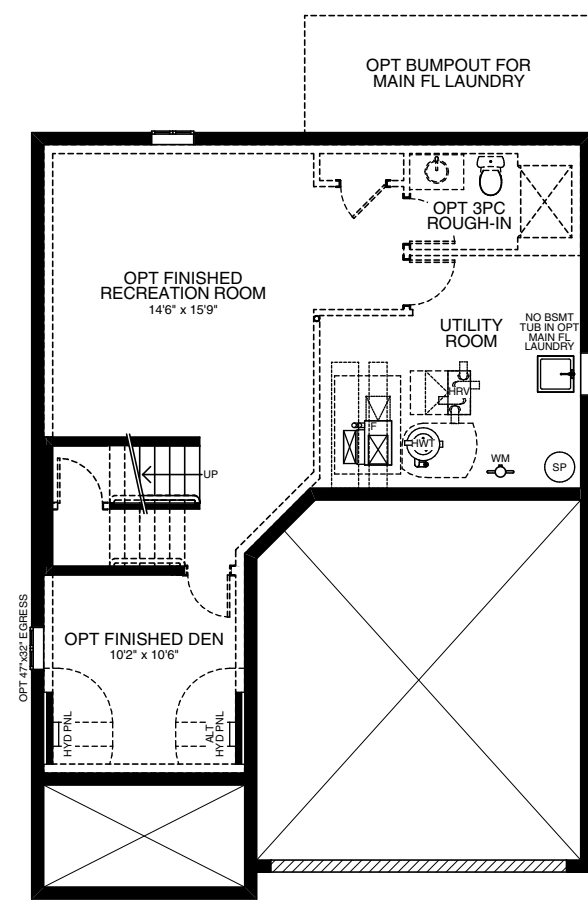 OPT BUMPOUT FOR
MAIN FL LAUNDRY
OPT 3PC
ROUGH-IN
OPT FINISHED
RECREATION ROOM
14'6" x 15'9"
UTILITY
ROOM
NO BSMT
TUB IN OPT
MAIN FL
LAUNDRY
HRV
F
HWT
WM
SP
UP
OPT 47"x32" EGRESS
OPT FINISHED DEN
10'2" x 10'6"
HYD PNL
ALT
HYD PNL